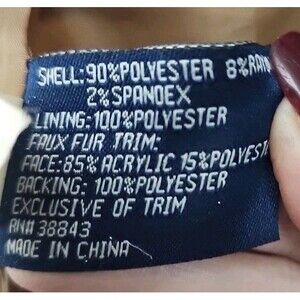 SHELL:90%POLYESTER 8%
2%SPANDEX
LINING:100%POLYESTER
FAUX FUR TRIM:
FACE:85%ACRYLIC 15%
BACKING: 100%POLYESTER
EXCLUSIVE OF TRIM
RN# 38843
MADE IN CHINA